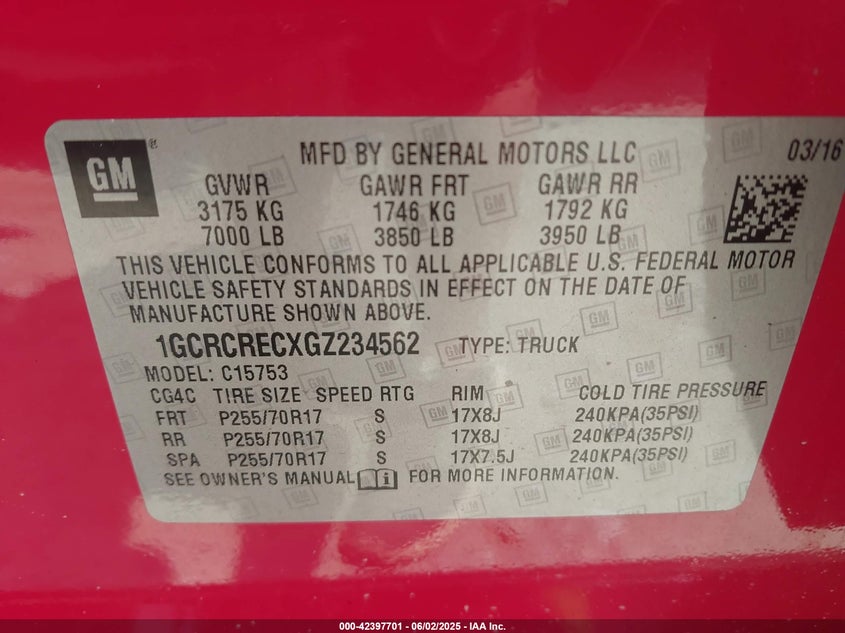 GM ®
MFD BY GENERAL MOTORS LLC 03/16
GVWR GAWR FRT GAWR RR
3175 KG 1746 KG 1792 KG
7000 LB 3850 LB 3950 LB
THIS VEHICLE CONFORMS TO ALL APPLICABLE U.S. FEDERAL MOTOR
VEHICLE SAFETY STANDARDS IN EFFECT ON THE DATE OF
MANUFACTURE SHOWN ABOVE.
1GCRCRECXGZ234562 TYPE: TRUCK
MODEL: C15753
CG4C TIRE SIZE SPEED RTG RIM COLD TIRE PRESSURE
FRT P255/70R17 S 17X8J 240KPA(35PSI)
RR P255/70R17 S 17X8J 240KPA(35PSI)
SPA P255/70R17 S 17X7.5J 240KPA(35PSI)
SEE OWNER'S MANUAL i FOR MORE INFORMATION.
000-42397701 - 06/02/2025 - IAA Inc.